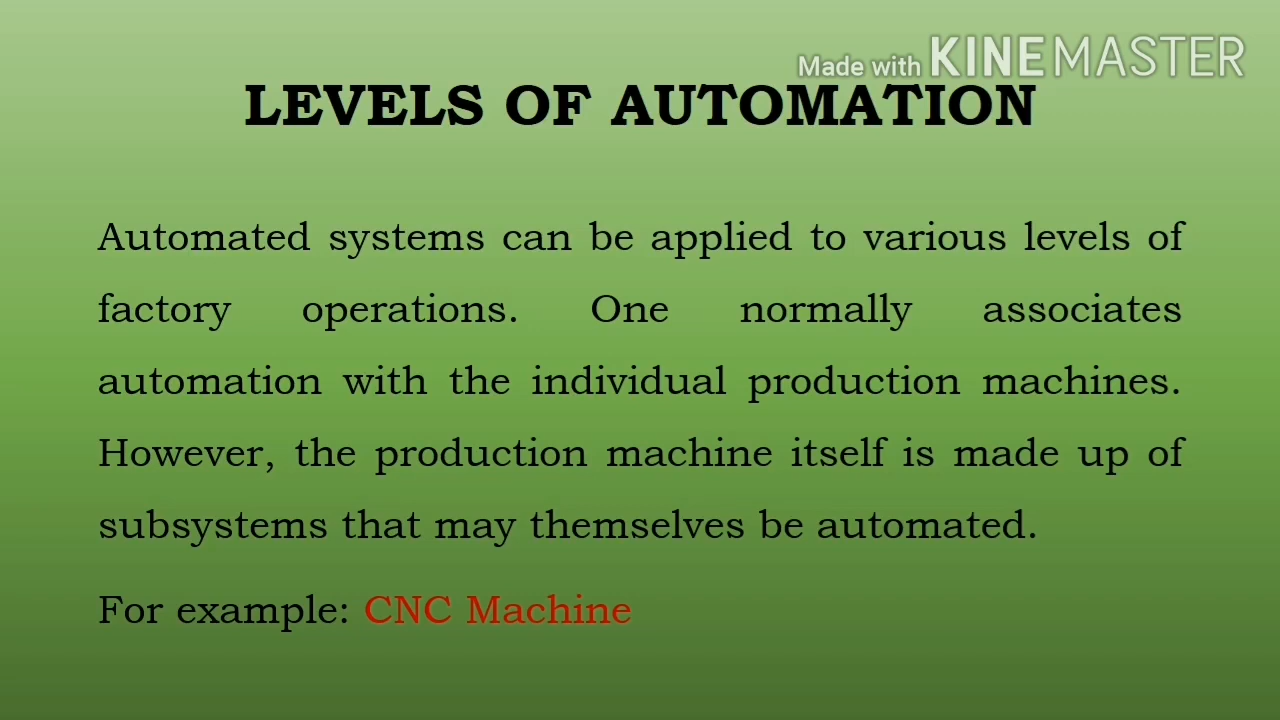 Made with KINEMASTER
LEVELS OF AUTOMATION
Automated systems can be applied to various levels of
factory operations. One normally associates
automation with the individual production machines.
However, the production machine itself is made up of
subsystems that may themselves be automated.
For example: CNC Machine